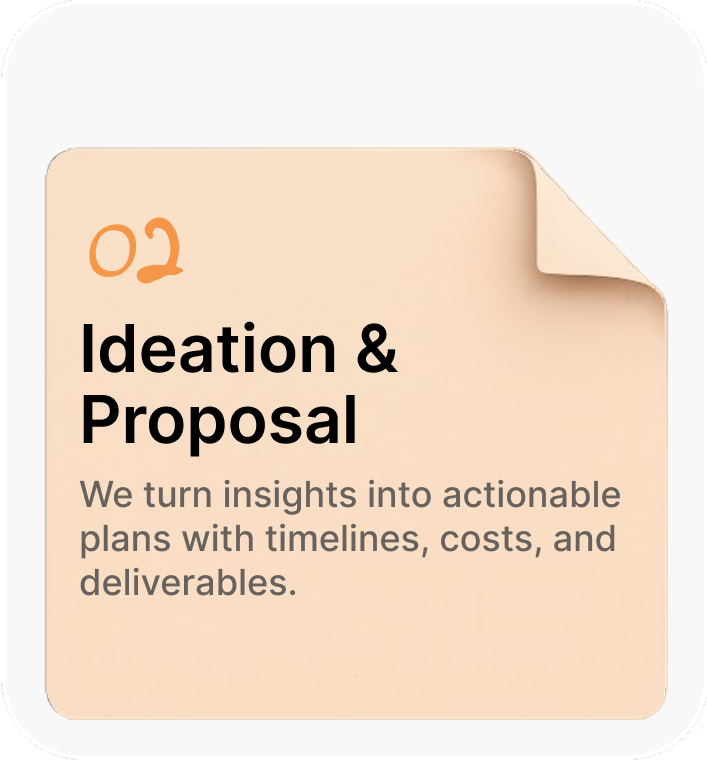 02
Ideation &
Proposal
We turn insights into actionable
plans with timelines, costs, and
deliverables.